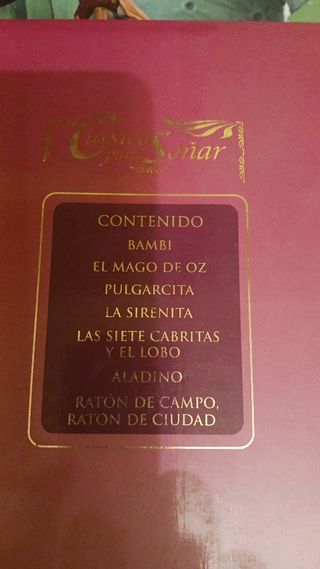 Clásicos
para Soñar
CONTENIDO
BAMBI
EL MAGO DE OZ
PULGARCITA
LA SIRENITA
LAS SIETE CABRITAS
Y EL LOBO
ALADINO
RATÓN DE CAMPO,
RATÓN DE CIUDAD